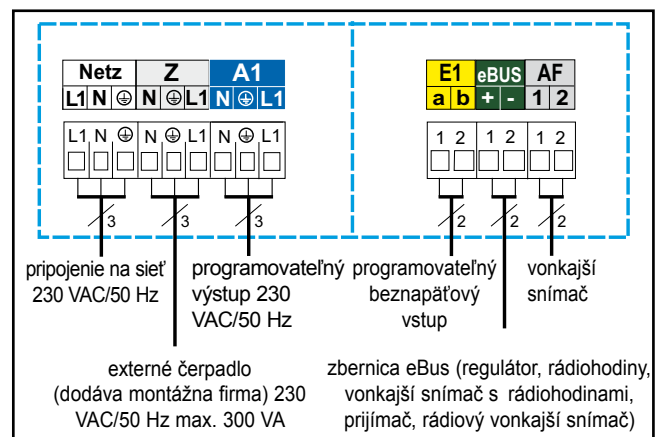 Netz Z A1 E1 eBUS AF
L1 N ⏚ N ⏚ L1 N ⏚ L1 a b + - 1 2
L1 N ⏚ N ⏚ L1 N ⏚ L1 1 2 1 2 1 2
3 3 3 2 2 2
pripojenie na sieť
230 VAC/50 Hz
programovateľný
výstup 230
VAC/50 Hz
programovateľný
beznapäťový
vstup
vonkajší
snímač
externé čerpadlo
(dodáva montážna firma) 230
VAC/50 Hz max. 300 VA
zbernica eBus (regulátor, rádiohodiny,
vonkajší snímač s rádiohodinami,
prijímač, rádiový vonkajší snímač)